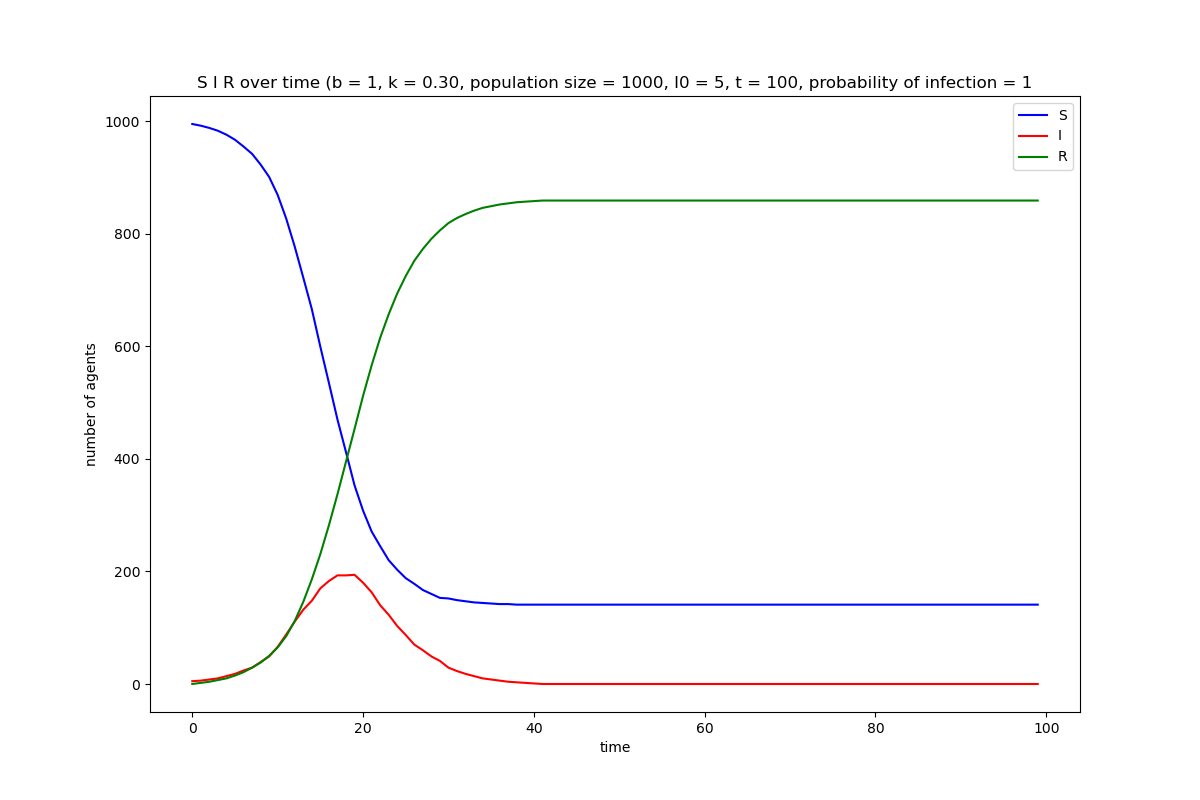 S I R over time (b = 1, k = 0.30, population size = 1000, I0 = 5, t = 100, probability of infection = 1
S
I
R
1000
800
600
400
200
0
number of agents
0 20 40 60 80 100
time